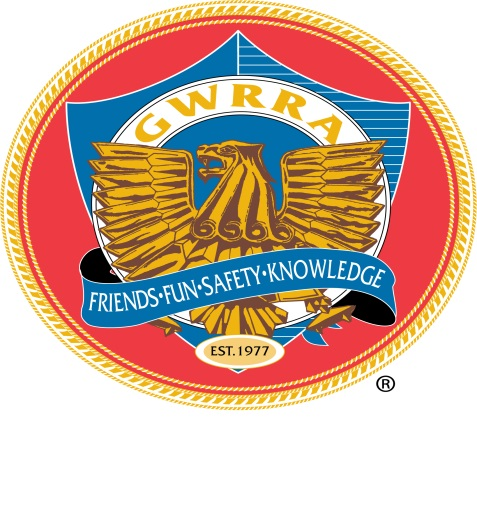 GWRRA
FRIENDS•FUN•SAFETY•KNOWLEDGE
EST.1977
®